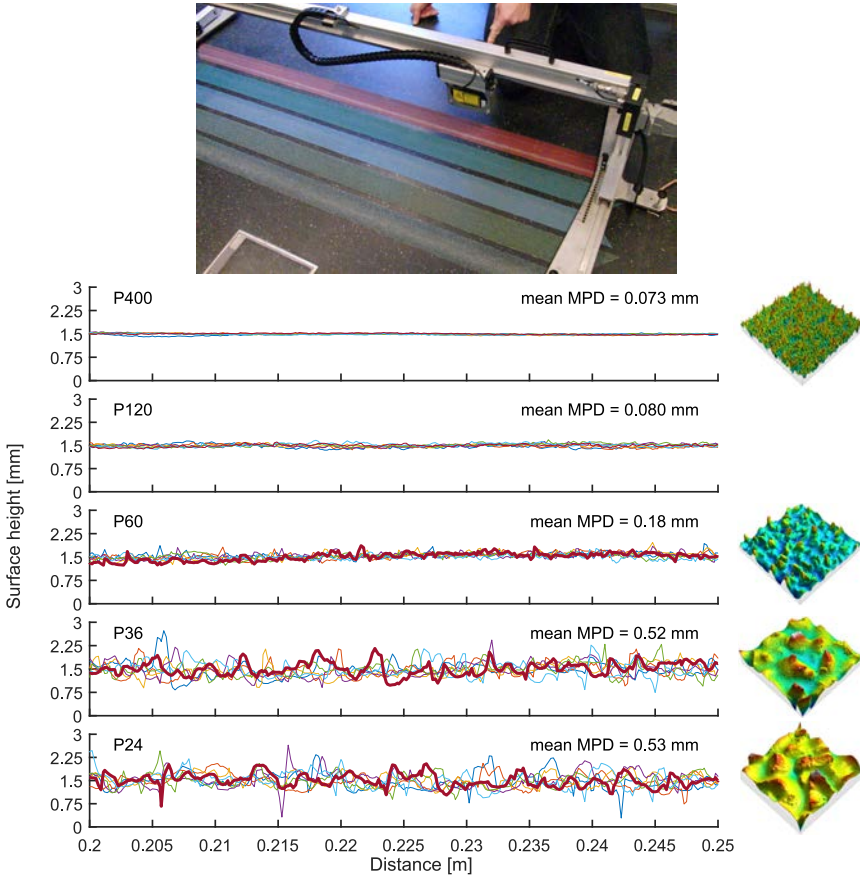 3
P400
mean MPD = 0.073 mm
2.25
1.5
0.75
0
3
P120
mean MPD = 0.080 mm
2.25
1.5
0.75
0
Surface height [mm]
3
P60
mean MPD = 0.18 mm
2.25
1.5
0.75
0
3
P36
mean MPD = 0.52 mm
2.25
1.5
0.75
0
3
P24
mean MPD = 0.53 mm
2.25
1.5
0.75
0
0.2 0.205 0.21 0.215 0.22 0.225 0.23 0.235 0.24 0.245 0.25
Distance [m]